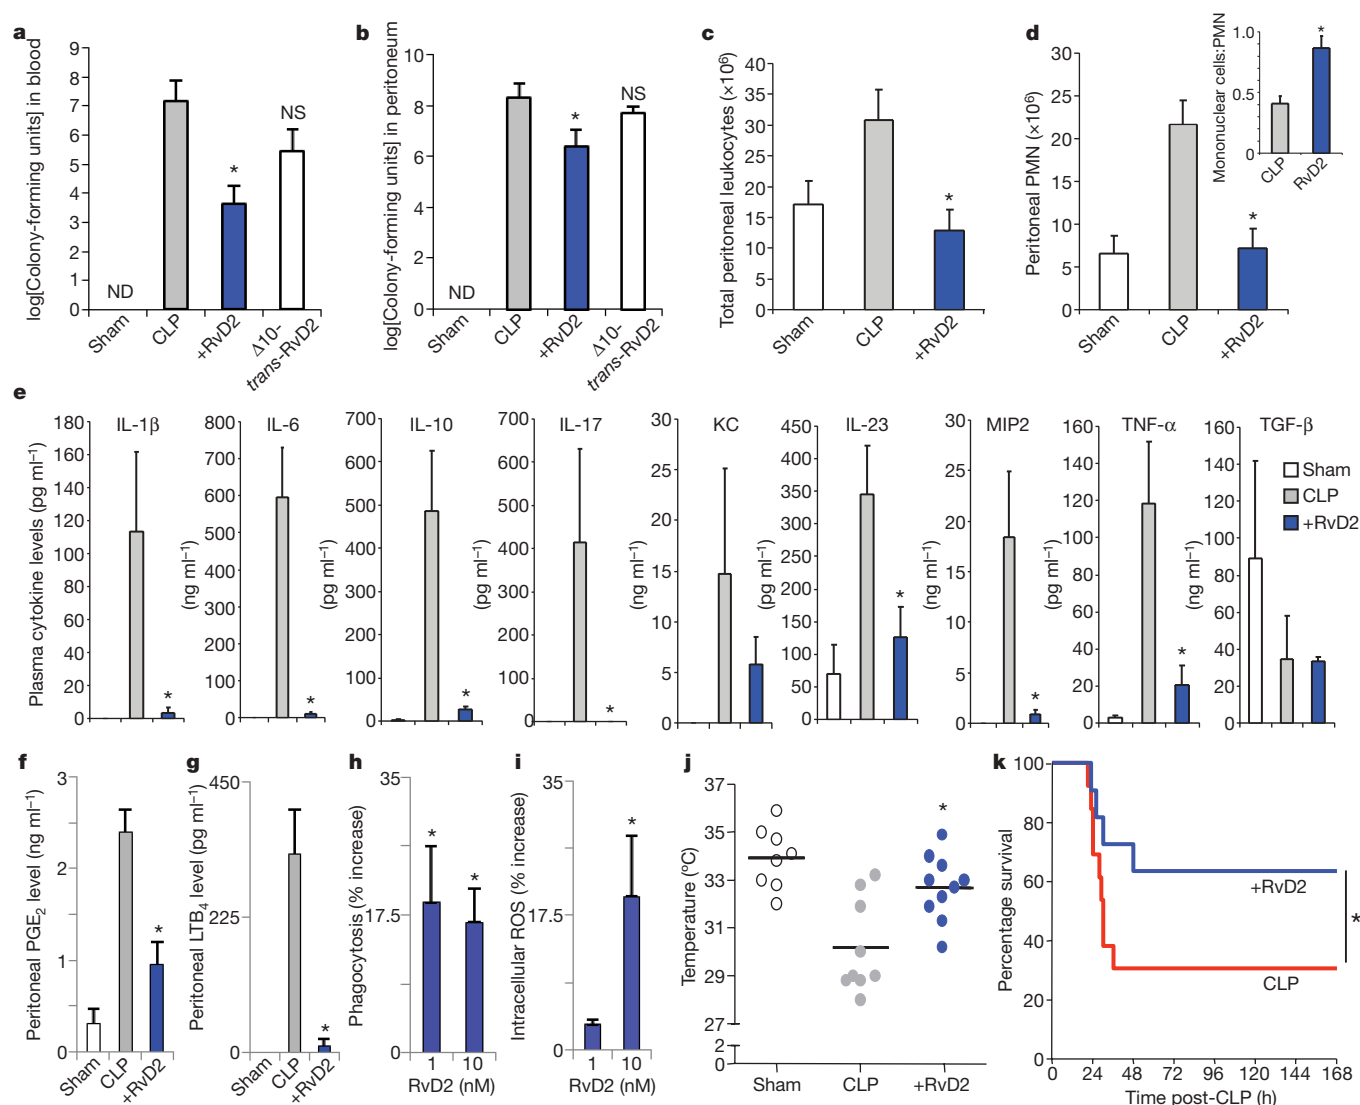 a
log[Colony-forming units] in blood
9
8
7
6
5
4
3
2
1
0
ND
*
NS
Sham
CLP
+RvD2
Δ10-
trans-RvD2
b
log[Colony-forming units] in peritoneum
10
8
6
4
2
0
ND
*
NS
Sham
CLP
+RvD2
Δ10-
trans-RvD2
c
Total peritoneal leukocytes (×10⁶)
40
35
30
25
20
15
10
5
0
*
Sham
CLP
+RvD2
d
Peritoneal PMN (×10⁶)
30
25
20
15
10
5
0
*
Sham
CLP
+RvD2
Mononuclear cells:PMN
1.0
0.5
0
*
CLP
RvD2
e
Plasma cytokine levels (pg ml⁻¹)
IL-1β
180
160
140
120
100
80
60
40
20
0
*
(ng ml⁻¹)
IL-6
800
700
600
500
400
300
200
100
0
*
(pg ml⁻¹)
IL-10
700
600
500
400
300
200
100
0
*
(pg ml⁻¹)
IL-17
700
600
500
400
300
200
100
0
*
(ng ml⁻¹)
KC
30
25
20
15
10
5
0
(pg ml⁻¹)
IL-23
450
400
350
300
250
200
150
100
50
0
*
(ng ml⁻¹)
MIP2
30
25
20
15
10
5
0
*
(pg ml⁻¹)
TNF-α
160
140
120
100
80
60
40
20
0
*
(ng ml⁻¹)
TGF-β
160
140
120
100
80
60
40
20
0
Sham
CLP
+RvD2
f
Peritoneal PGE₂ level (ng ml⁻¹)
3
2
1
0
*
Sham
CLP
+RvD2
g
Peritoneal LTB₄ level (pg ml⁻¹)
450
225
0
*
Sham
CLP
+RvD2
h
Phagocytosis (% increase)
35
17.5
0
*
*
1 10
RvD2 (nM)
i
Intracellular ROS (% increase)
35
17.5
0
*
1 10
RvD2 (nM)
j
Temperature (°C)
37
35
33
31
29
27
2
0
*
Sham
CLP
+RvD2
k
Percentage survival
100
80
60
40
20
0
+RvD2
CLP
*
0 24 48 72 96 120 144 168
Time post-CLP (h)